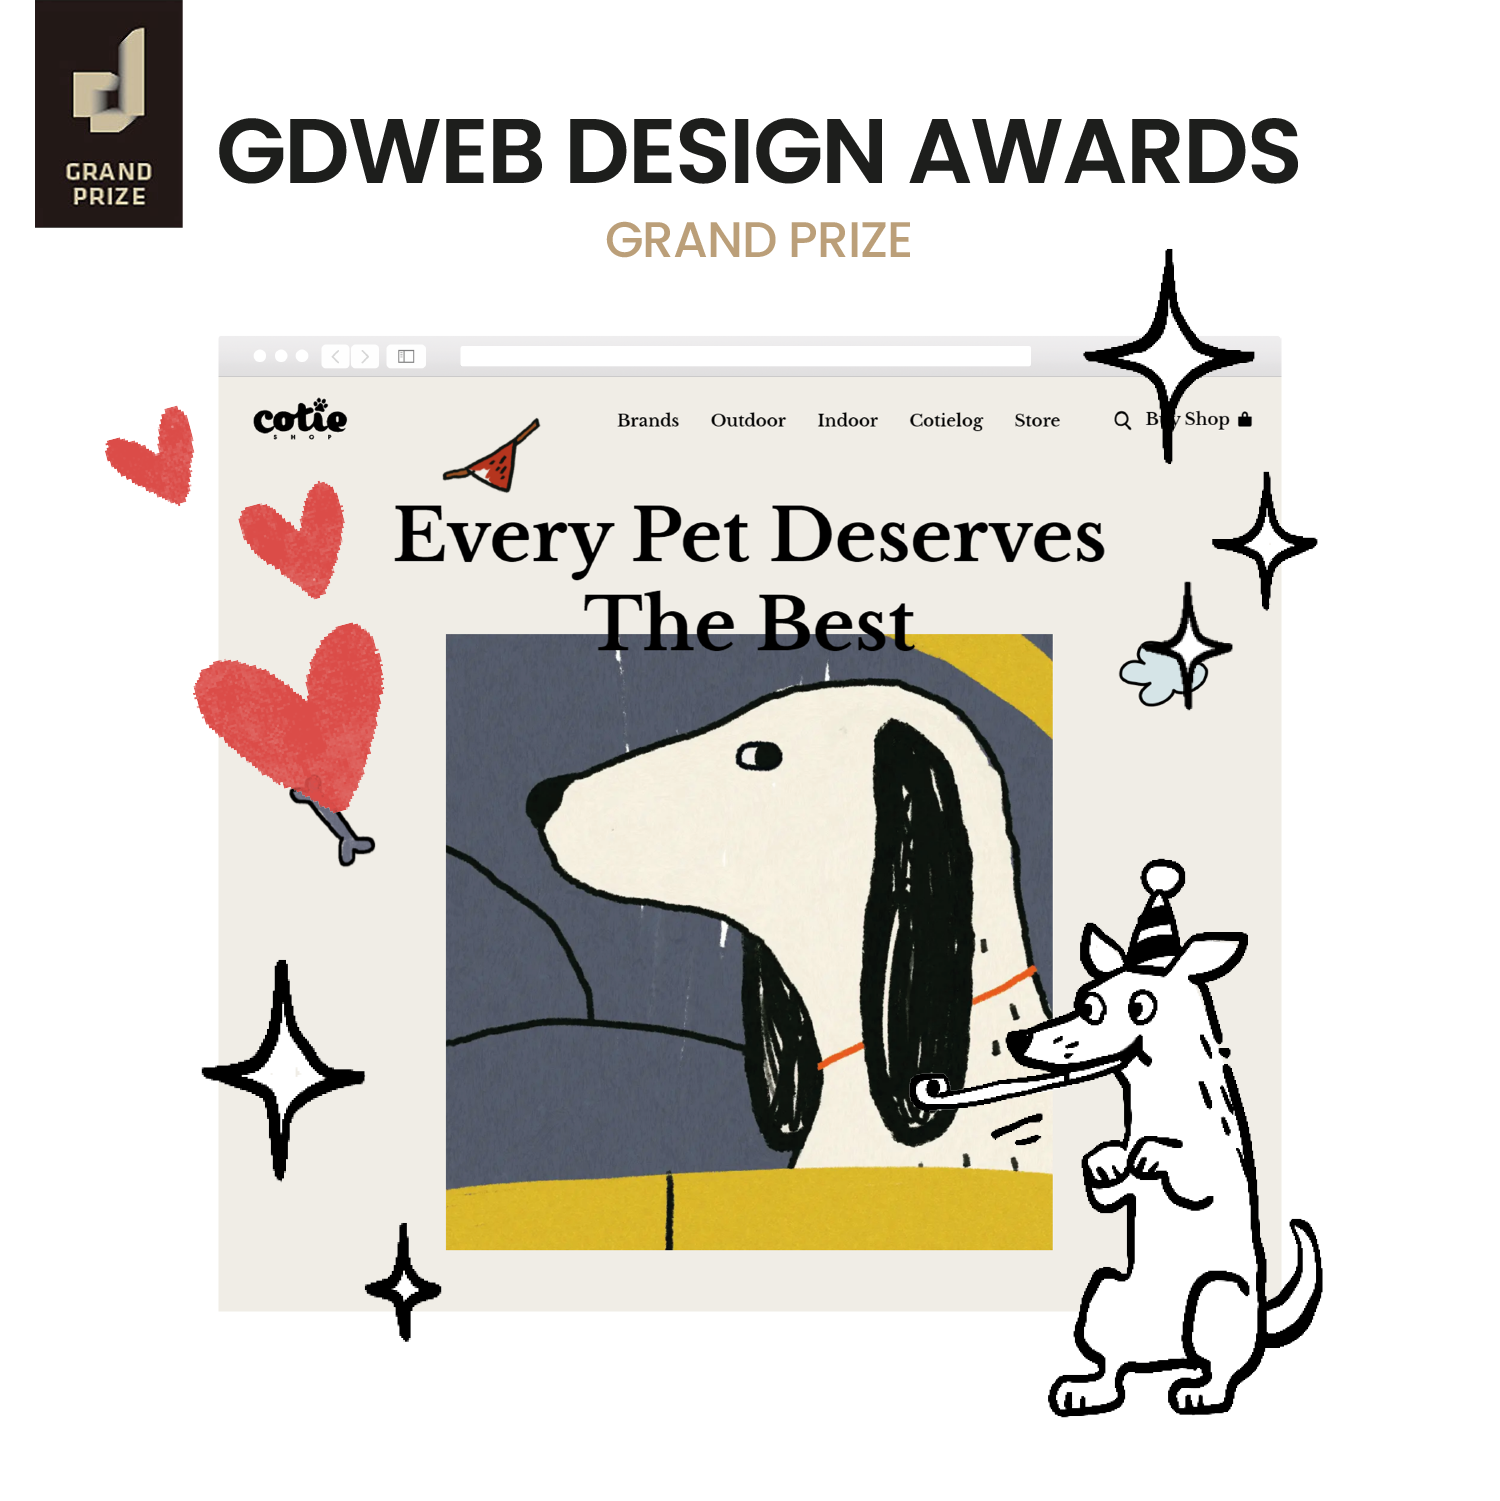 GRAND
PRIZE
GDWEB DESIGN AWARDS
GRAND PRIZE
cotie
SHOP
Brands Outdoor Indoor Cotielog Store Buy Shop
Every Pet Deserves
The Best